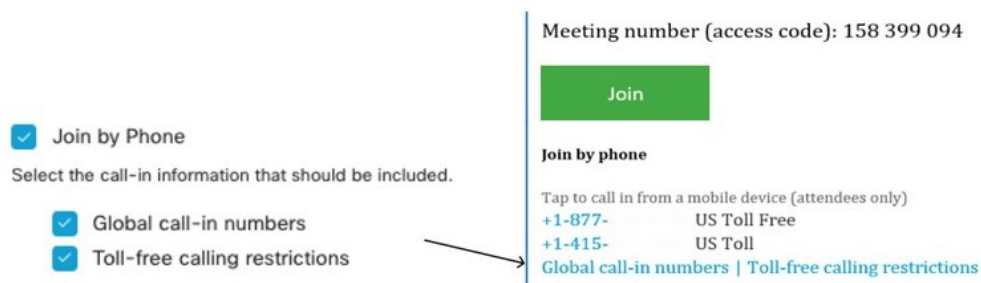 Join by Phone
Select the call-in information that should be included.
Global call-in numbers
Toll-free calling restrictions
Meeting number (access code): 158 399 094
Join
Join by phone
Tap to call in from a mobile device (attendees only)
+1-877- US Toll Free
+1-415- US Toll
Global call-in numbers | Toll-free calling restrictions